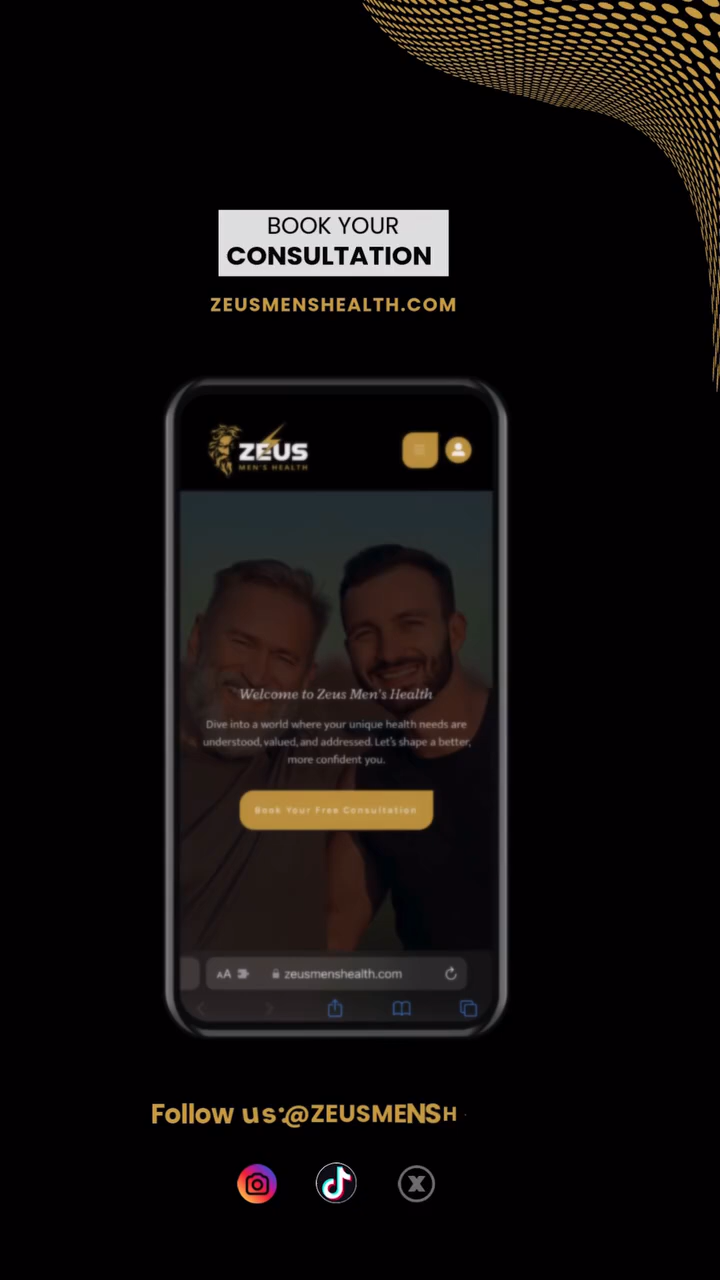 BOOK YOUR
CONSULTATION
ZEUSMENSHEALTH.COM
ZEUS
MEN'S HEALTH
Welcome to Zeus Men's Health
Dive into a world where your unique health needs are
understood, valued, and addressed. Let's shape a better,
more confident you.
Book Your Free Consultation
AA zeusmenshealth.com
Follow us:@ZEUSMENSH